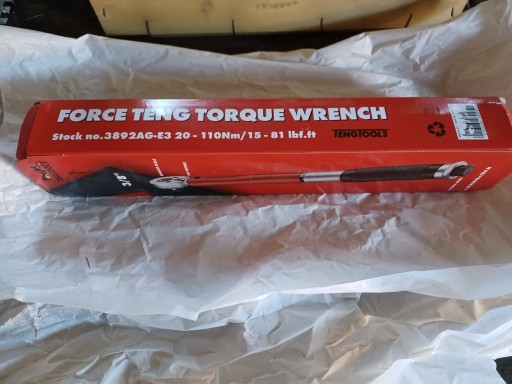 FORCE TENG TORQUE WRENCH
Stock no.3892AG-E3 20 - 110Nm/15 - 81 lbf.ft
TENGTOOLS
3/8"